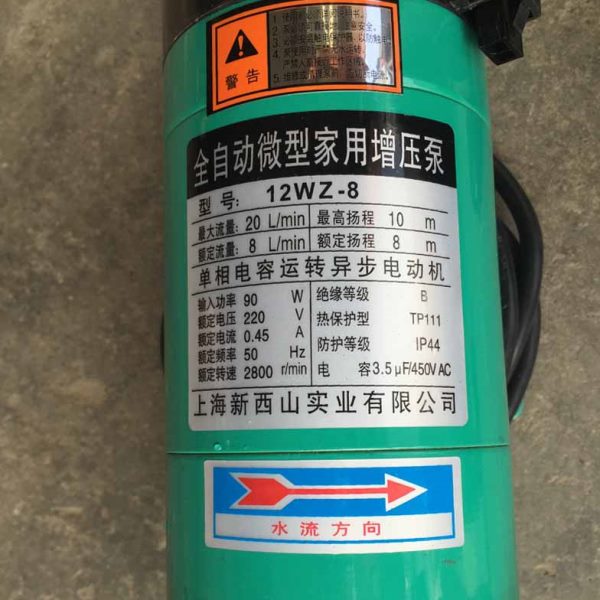 警告
全自动微型家用增压泵
型号: 12WZ-8
最大流量: 20 L/min 最高扬程 10 m
额定流量: 8 L/min 额定扬程 8 m
单相电容运转异步电动机
输入功率 90 W 绝缘等级 B
额定电压 220 V 热保护型 TP111
额定电流 0.45 A 防护等级 IP44
额定频率 50 Hz 电容3.5μF/450VAC
额定转速 2800 r/min
上海新西山实业有限公司
水流方向